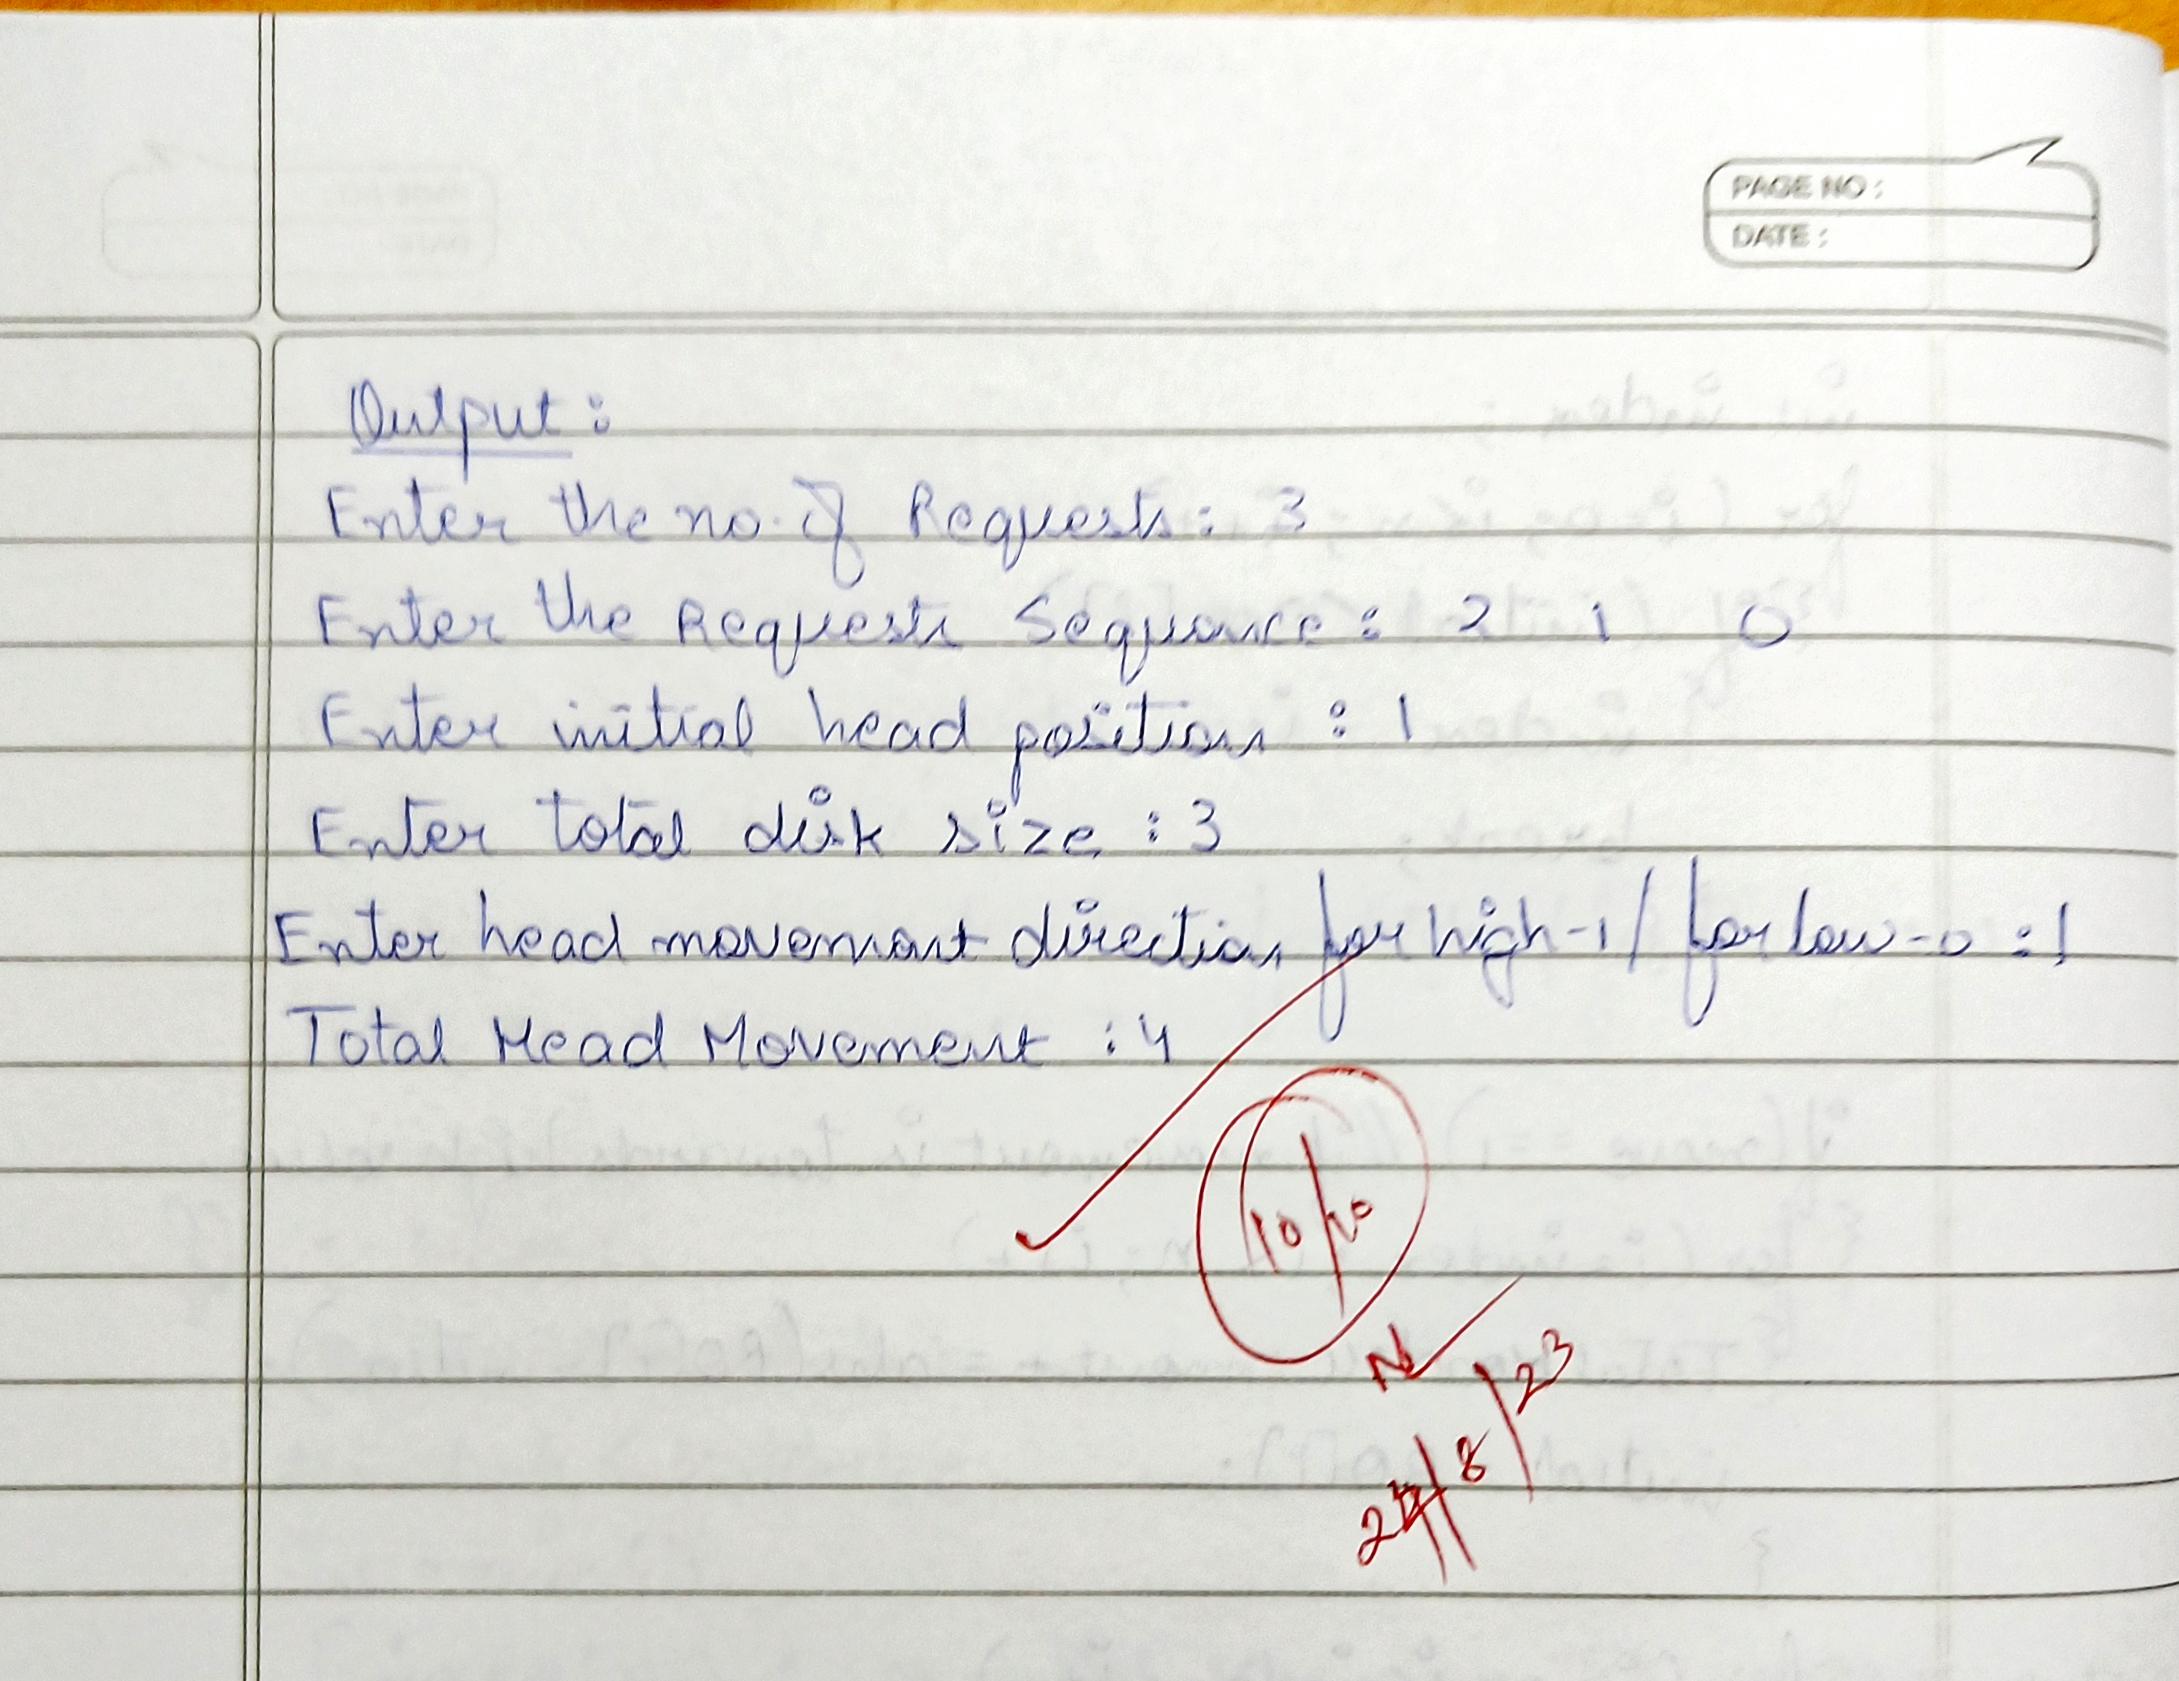 PAGE NO :
DATE :
Output :
Enter the no. of Requests : 3
Enter the Requests Sequence : 2 1 0
Enter initial head position : 1
Enter total disk size : 3
Enter head movement direction for high-1 / for low-0 : 1
Total Head Movement : 4
10/10
N
/8/23